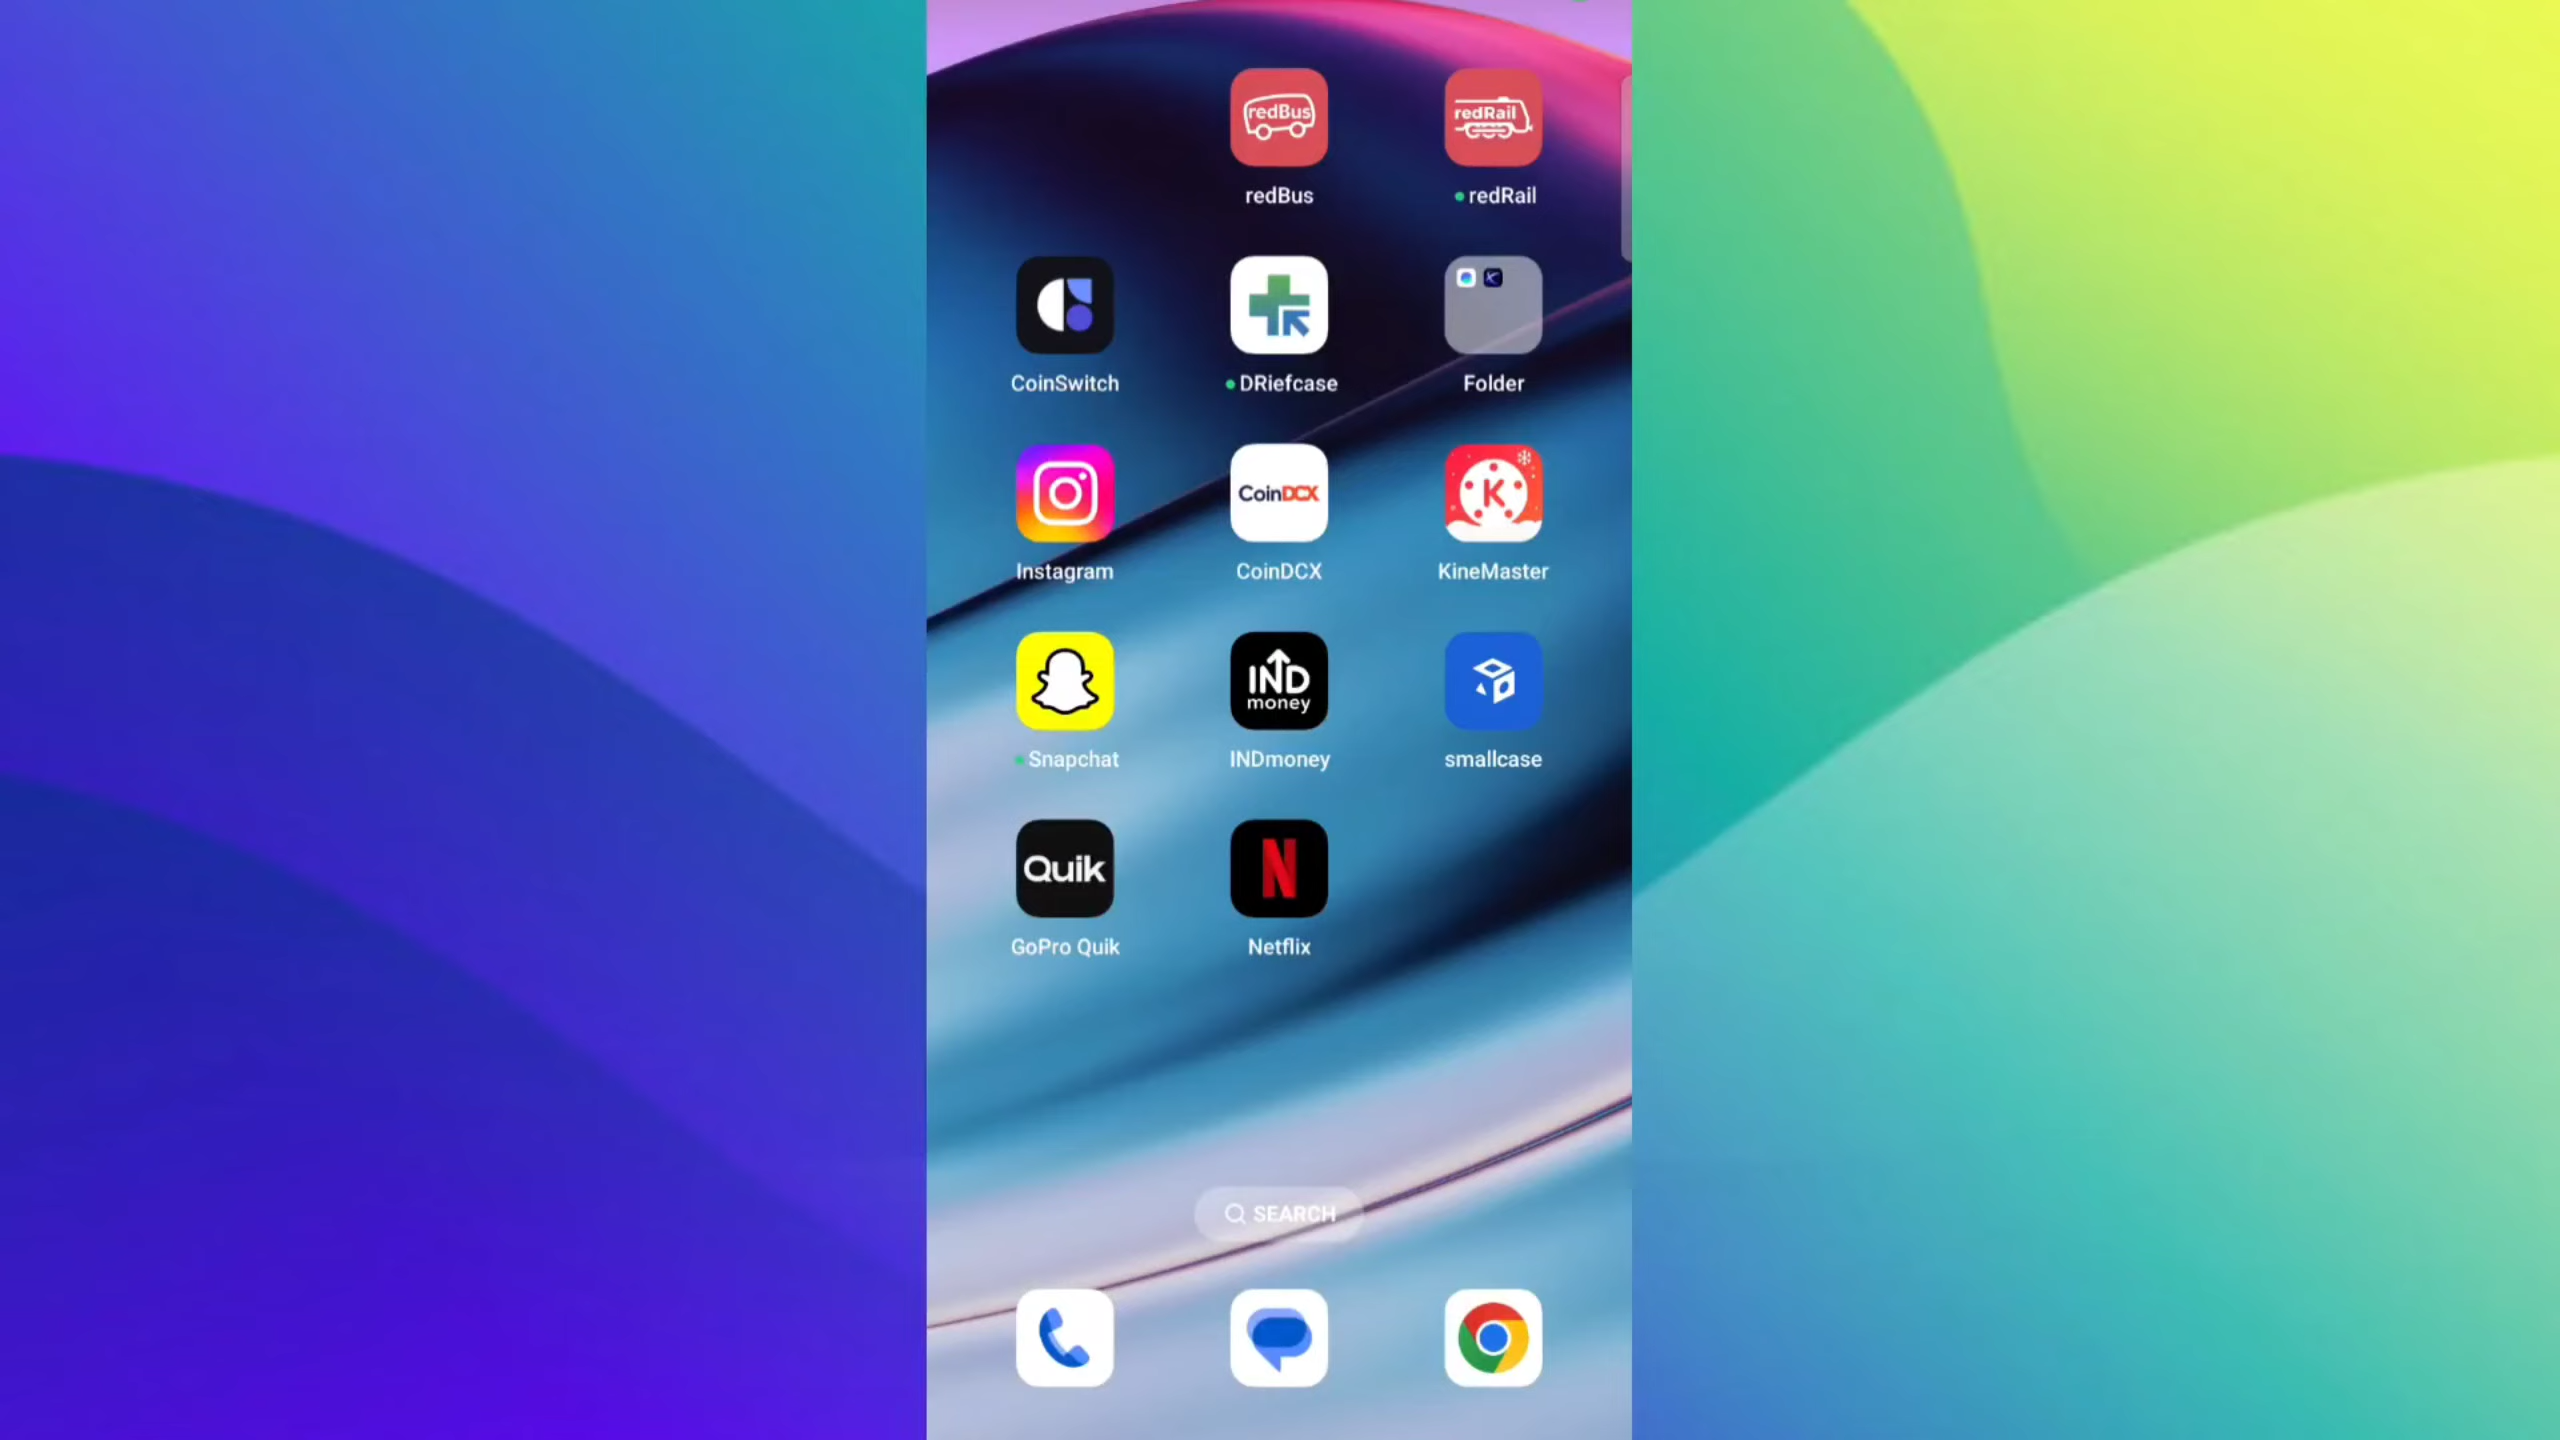 redBus
redRail
redBus
redRail
CoinSwitch
DRiefcase
Folder
CoinDCX
K
Instagram
CoinDCX
KineMaster
IND
money
Snapchat
INDmoney
smallcase
Quik
N
GoPro Quik
Netflix
SEARCH